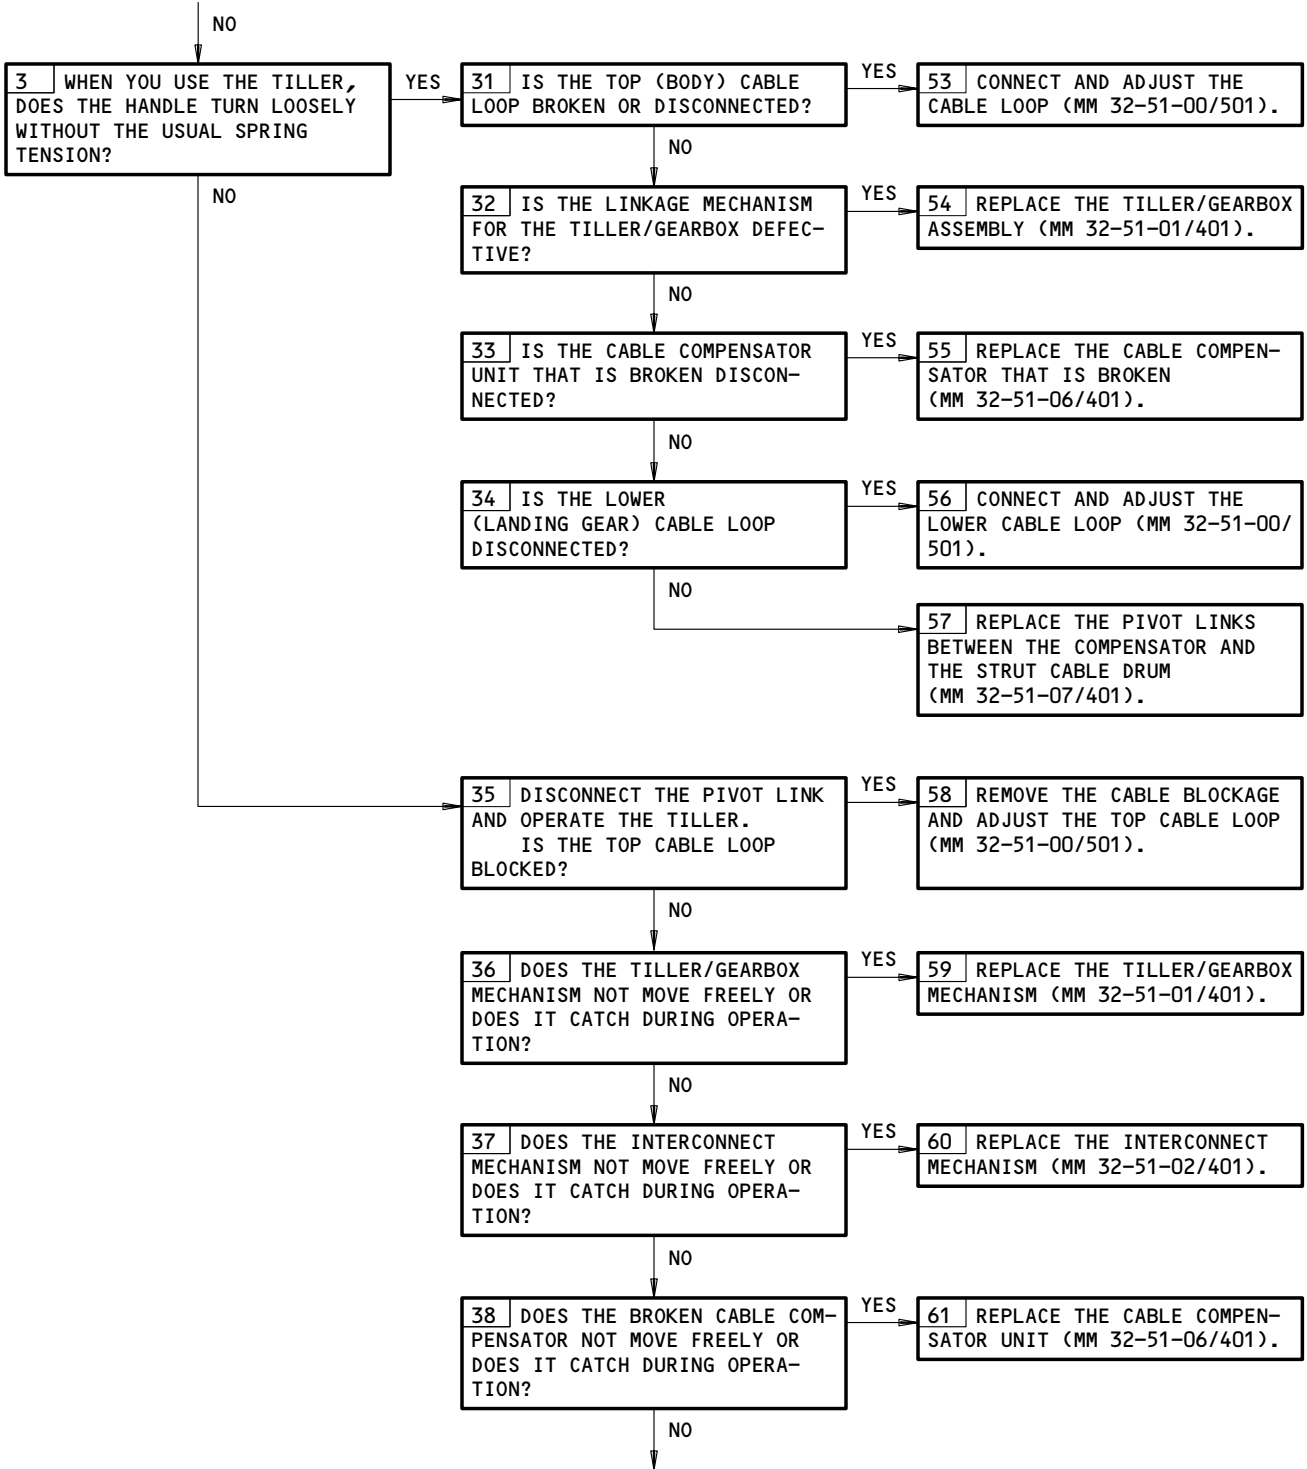 NO
3 WHEN YOU USE THE TILLER,
DOES THE HANDLE TURN LOOSELY
WITHOUT THE USUAL SPRING
TENSION?
YES
31 IS THE TOP (BODY) CABLE
LOOP BROKEN OR DISCONNECTED?
YES
53 CONNECT AND ADJUST THE
CABLE LOOP (MM 32-51-00/501).
NO
NO
32 IS THE LINKAGE MECHANISM
FOR THE TILLER/GEARBOX DEFEC-
TIVE?
YES
54 REPLACE THE TILLER/GEARBOX
ASSEMBLY (MM 32-51-01/401).
NO
33 IS THE CABLE COMPENSATOR
UNIT THAT IS BROKEN DISCON-
NECTED?
YES
55 REPLACE THE CABLE COMPEN-
SATOR THAT IS BROKEN
(MM 32-51-06/401).
NO
34 IS THE LOWER
(LANDING GEAR) CABLE LOOP
DISCONNECTED?
YES
56 CONNECT AND ADJUST THE
LOWER CABLE LOOP (MM 32-51-00/
501).
NO
57 REPLACE THE PIVOT LINKS
BETWEEN THE COMPENSATOR AND
THE STRUT CABLE DRUM
(MM 32-51-07/401).
35 DISCONNECT THE PIVOT LINK
AND OPERATE THE TILLER.
IS THE TOP CABLE LOOP
BLOCKED?
YES
58 REMOVE THE CABLE BLOCKAGE
AND ADJUST THE TOP CABLE LOOP
(MM 32-51-00/501).
NO
36 DOES THE TILLER/GEARBOX
MECHANISM NOT MOVE FREELY OR
DOES IT CATCH DURING OPERA-
TION?
YES
59 REPLACE THE TILLER/GEARBOX
MECHANISM (MM 32-51-01/401).
NO
37 DOES THE INTERCONNECT
MECHANISM NOT MOVE FREELY OR
DOES IT CATCH DURING OPERA-
TION?
YES
60 REPLACE THE INTERCONNECT
MECHANISM (MM 32-51-02/401).
NO
38 DOES THE BROKEN CABLE COM-
PENSATOR NOT MOVE FREELY OR
DOES IT CATCH DURING OPERA-
TION?
YES
61 REPLACE THE CABLE COMPEN-
SATOR UNIT (MM 32-51-06/401).
NO